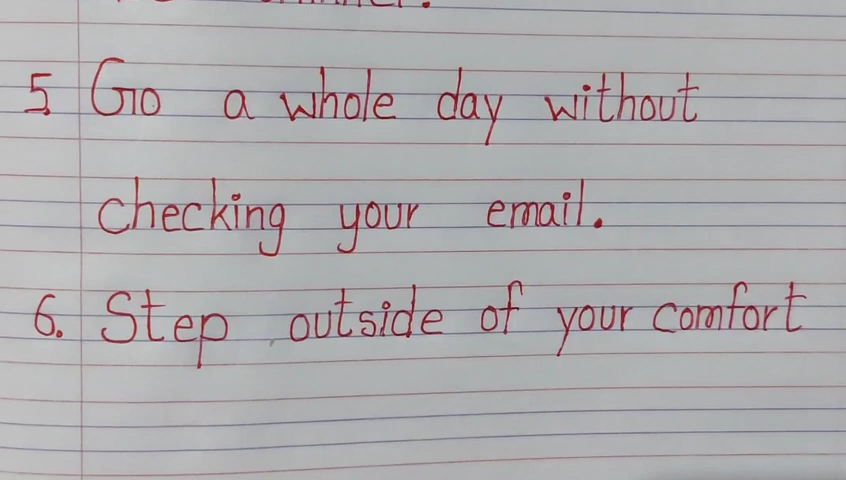 5. Go a whole day without
checking your email.
6. Step outside of your comfort